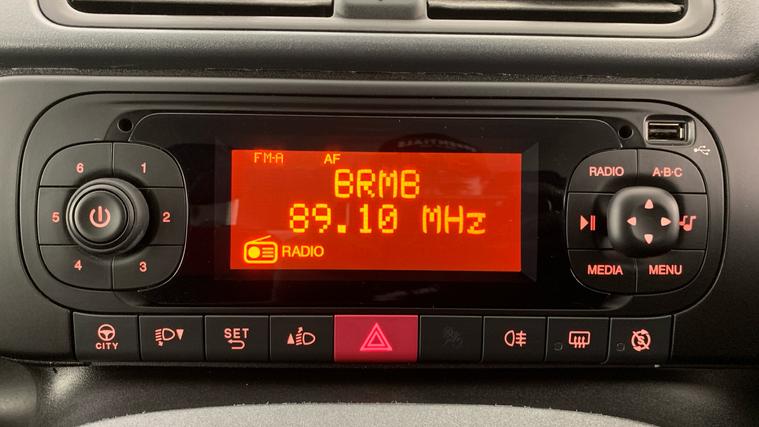 FM-A AF
BRMB
89.10 MHz
RADIO
6 1
5 2
4 3
RADIO A·B·C
MEDIA MENU
CITY
SET